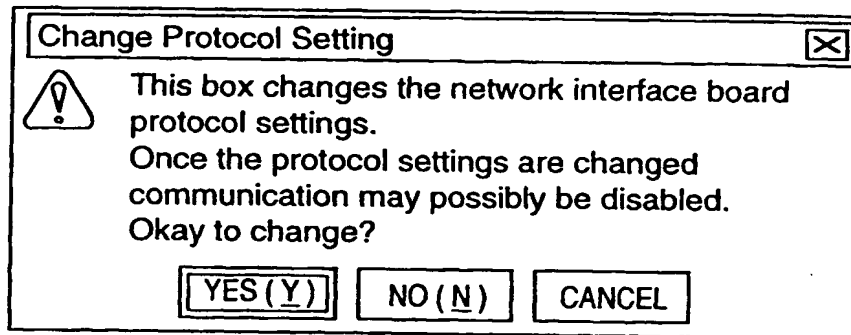 Change Protocol Setting
This box changes the network interface board
protocol settings.
Once the protocol settings are changed
communication may possibly be disabled.
Okay to change?
YES ( Y ) NO ( N ) CANCEL